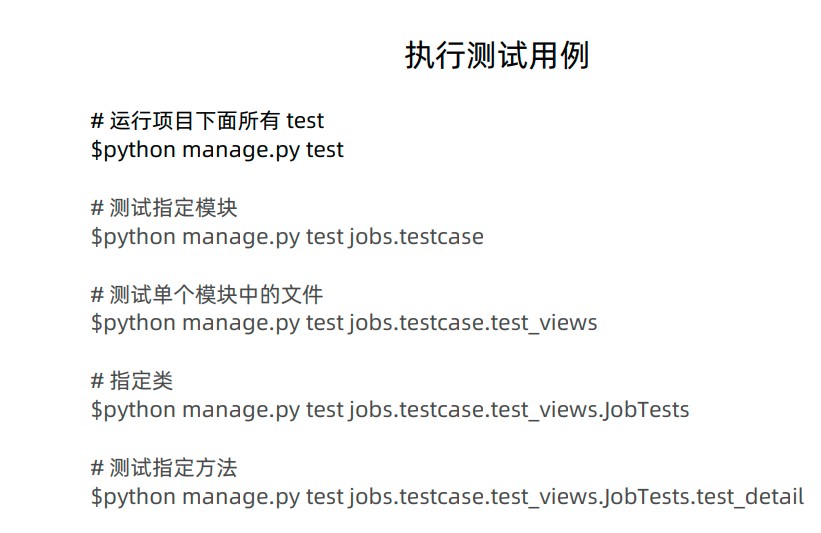 执行测试用例
# 运行项目下面所有 test
$python manage.py test
# 测试指定模块
$python manage.py test jobs.testcase
# 测试单个模块中的文件
$python manage.py test jobs.testcase.test_views
# 指定类
$python manage.py test jobs.testcase.test_views.JobTests
# 测试指定方法
$python manage.py test jobs.testcase.test_views.JobTests.test_detail